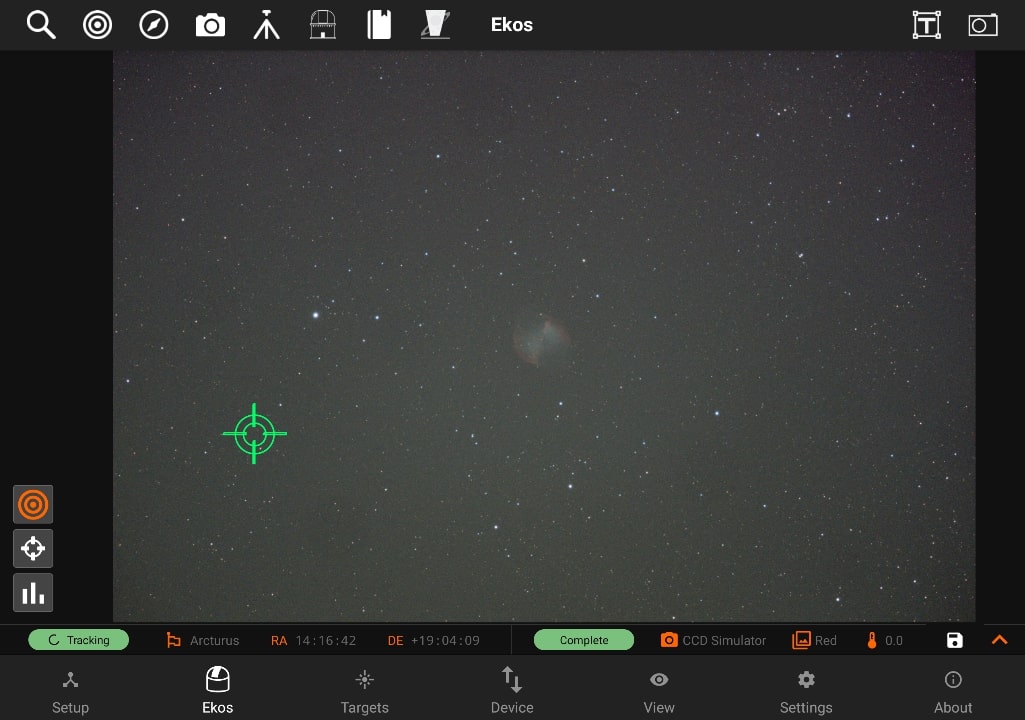 Ekos
T
Tracking Arcturus RA 14:16:42 DE +19:04:09 Complete CCD Simulator Red 0.0
Setup Ekos Targets Device View Settings About